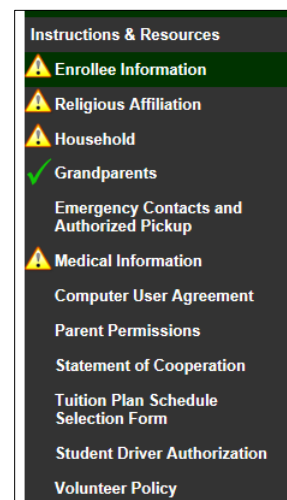 Instructions & Resources
Enrollee Information
Religious Affiliation
Household
Grandparents
Emergency Contacts and
Authorized Pickup
Medical Information
Computer User Agreement
Parent Permissions
Statement of Cooperation
Tuition Plan Schedule
Selection Form
Student Driver Authorization
Volunteer Policy